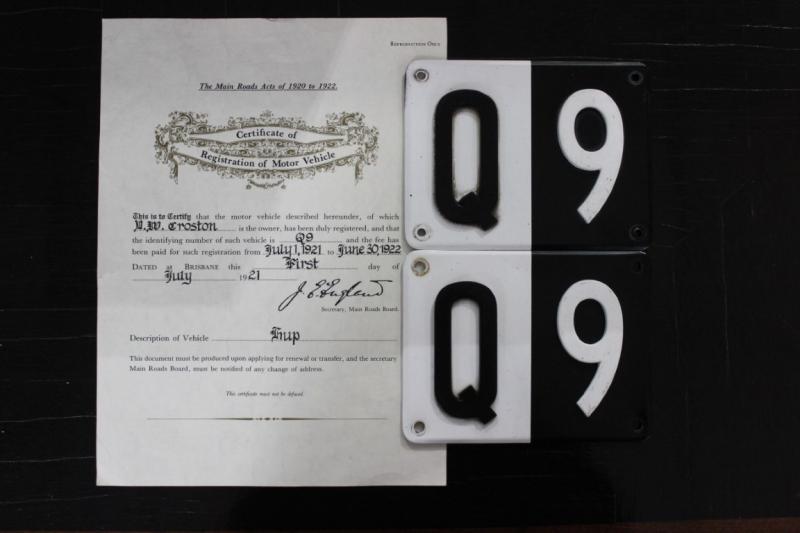 REPRODUCTION ONLY
The Main Roads Acts of 1920 to 1922.
Certificate of
Registration of Motor Vehicle
This is to Certify that the motor vehicle described hereunder, of which
V.W. Croston is the owner, has been duly registered, and that
the identifying number of such vehicle is Q9 and the fee has
been paid for such registration from July 1, 1921 to June 30, 1922
DATED at BRISBANE this First day of
July 1921
J. E. England
Secretary, Main Roads Board.
Description of Vehicle Hup
This document must be produced upon applying for renewal or transfer, and the secretary
Main Roads Board, must be notified of any change of address.
This certificate must not be defaced.
Q9
Q9